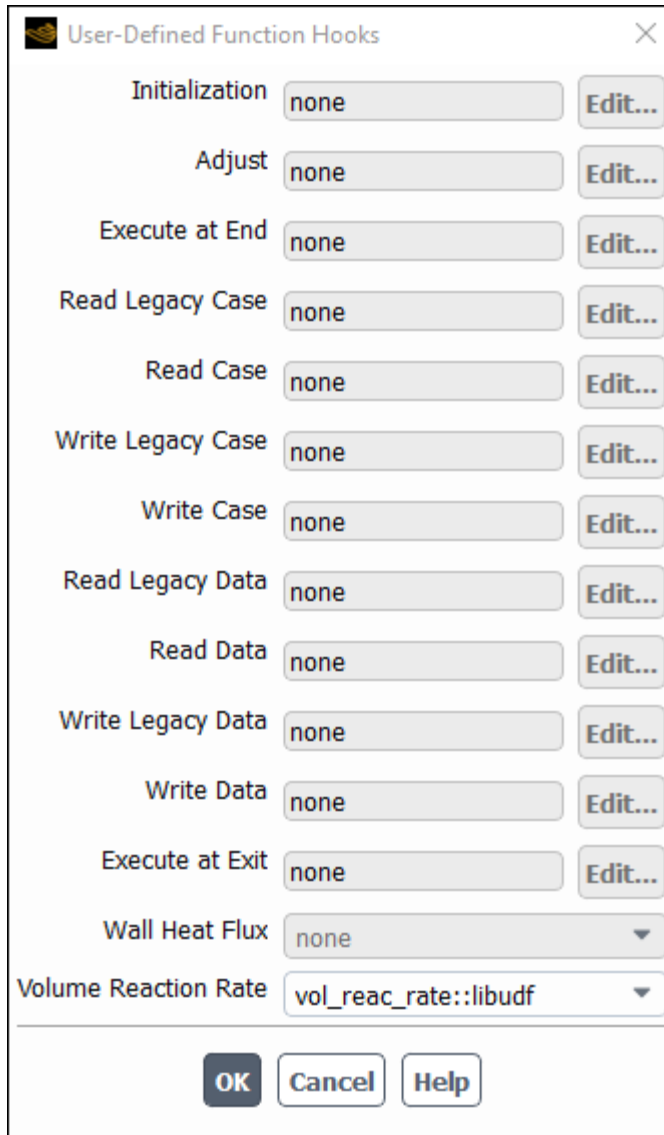 User-Defined Function Hooks
Initialization none Edit...
Adjust none Edit...
Execute at End none Edit...
Read Legacy Case none Edit...
Read Case none Edit...
Write Legacy Case none Edit...
Write Case none Edit...
Read Legacy Data none Edit...
Read Data none Edit...
Write Legacy Data none Edit...
Write Data none Edit...
Execute at Exit none Edit...
Wall Heat Flux none
Volume Reaction Rate vol_reac_rate::libudf
OK Cancel Help